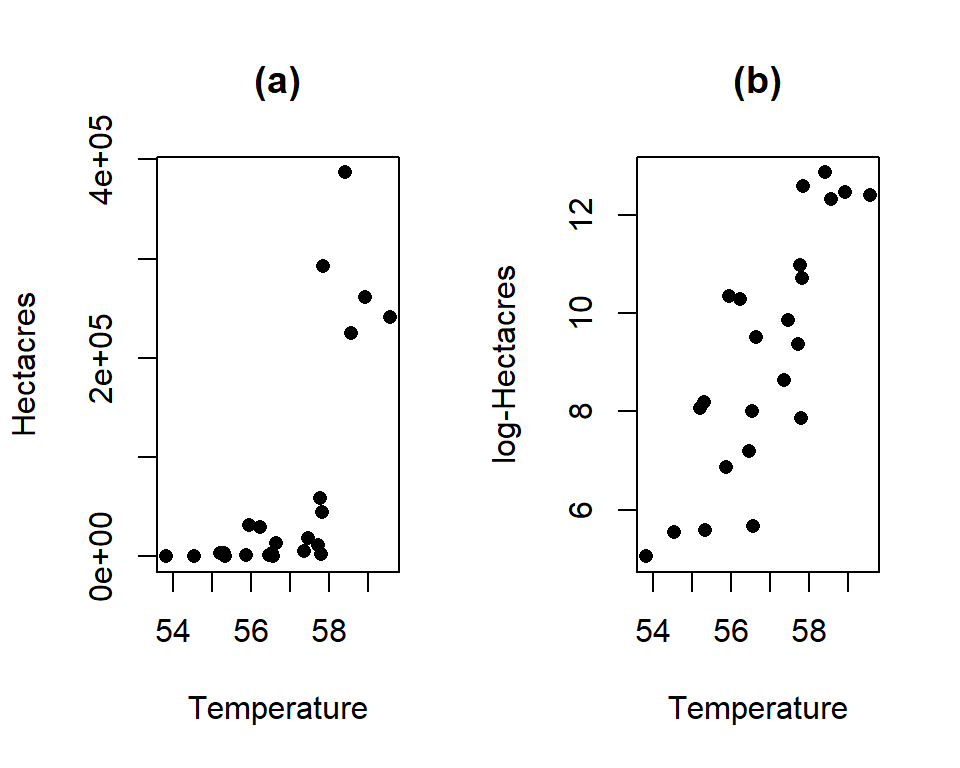 (a)
Hectacres
4e+05
2e+05
0e+00
54 56 58
Temperature
(b)
log-Hectacres
12
10
8
6
54 56 58
Temperature